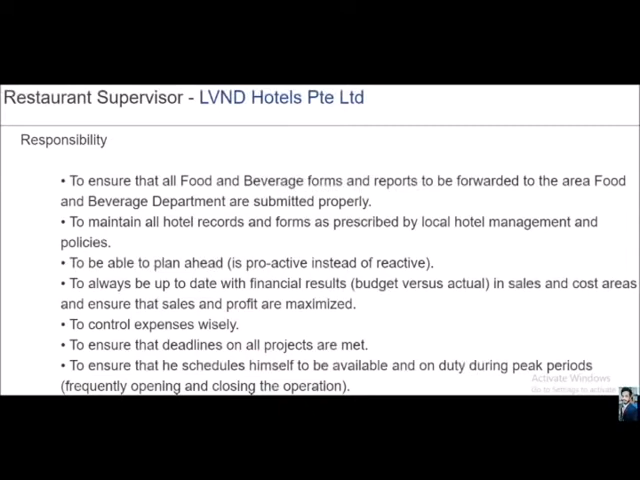 Restaurant Supervisor - LVND Hotels Pte Ltd
Responsibility
• To ensure that all Food and Beverage forms and reports to be forwarded to the area Food
and Beverage Department are submitted properly.
• To maintain all hotel records and forms as prescribed by local hotel management and
policies.
• To be able to plan ahead (is pro-active instead of reactive).
• To always be up to date with financial results (budget versus actual) in sales and cost areas
and ensure that sales and profit are maximized.
• To control expenses wisely.
• To ensure that deadlines on all projects are met.
• To ensure that he schedules himself to be available and on duty during peak periods
(frequently opening and closing the operation).
Activate Windows
Go to Settings to activate